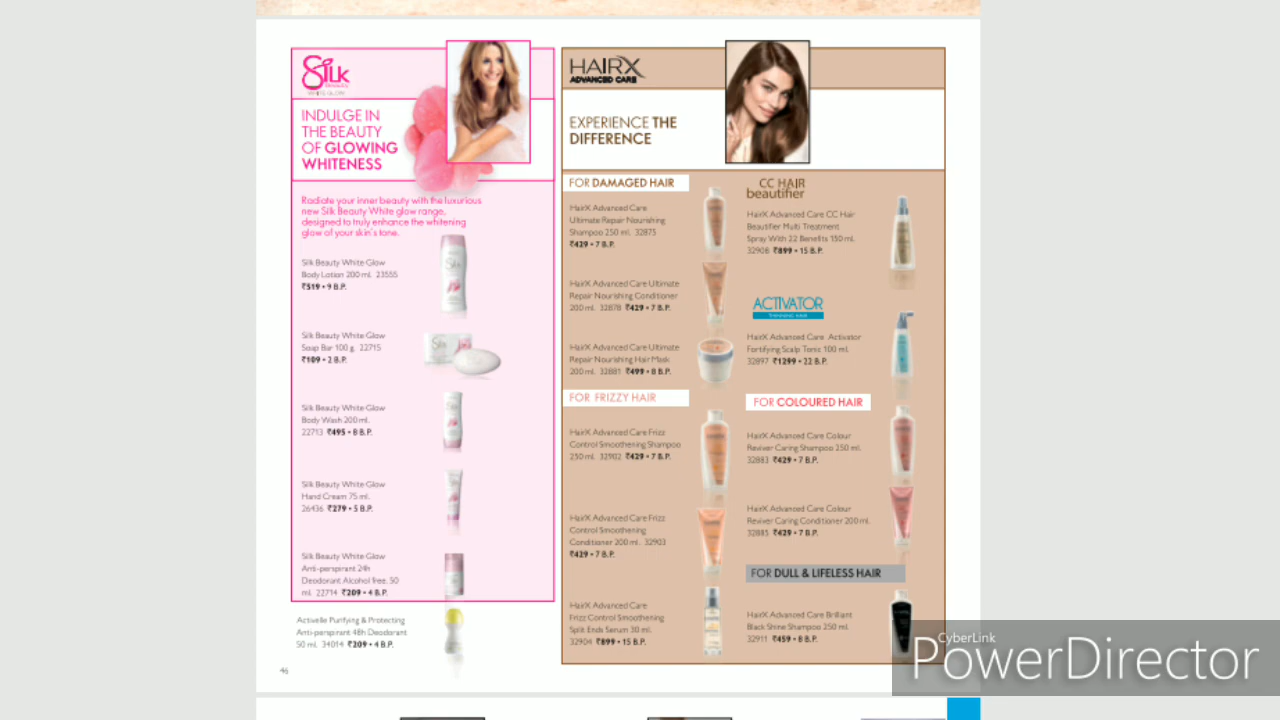 SILK
WHITE GLOW
INDULGE IN
THE BEAUTY
OF GLOWING
WHITENESS
Radiate your inner beauty with the luxurious
new Silk Beauty White glow range,
designed to truly enhance the whitening
glow of your skin's tone.
Silk Beauty White Glow
Body Lotion 200 ml. 23555
₹519 • 9 B.P.
Silk Beauty White Glow
Soap Bar 100 g. 22715
₹109 • 2 B.P.
Silk Beauty White Glow
Body Wash 200 ml.
22713 ₹495 • 8 B.P.
Silk Beauty White Glow
Hand Cream 75 ml.
26436 ₹279 • 5 B.P.
Silk Beauty White Glow
Anti-perspirant 24h
Deodorant Alcohol free. 50
ml. 22714 ₹209 • 4 B.P.
Activelle Purifying & Protecting
Anti-perspirant 48h Deodorant
50 ml. 34014 ₹209 • 4 B.P.
46
HAIRX
ADVANCED CARE
EXPERIENCE THE
DIFFERENCE
FOR DAMAGED HAIR
HairX Advanced Care
Ultimate Repair Nourishing
Shampoo 250 ml. 32875
₹429 • 7 B.P.
HairX Advanced Care Ultimate
Repair Nourishing Conditioner
200 ml. 32878 ₹429 • 7 B.P.
HairX Advanced Care Ultimate
Repair Nourishing Hair Mask
200 ml. 32881 ₹499 • 8 B.P.
FOR FRIZZY HAIR
HairX Advanced Care Frizz
Control Smoothening Shampoo
250 ml. 32902 ₹429 • 7 B.P.
HairX Advanced Care Frizz
Control Smoothening
Conditioner 200 ml. 32903
₹429 • 7 B.P.
HairX Advanced Care
Frizz Control Smoothening
Split Ends Serum 30 ml.
32904 ₹899 • 15 B.P.
CC HAIR
beautifier
HairX Advanced Care CC Hair
Beautifier Multi Treatment
Spray With 22 Benefits 150 ml.
32908 ₹899 • 15 B.P.
ACTIVATOR
THINNING HAIR
HairX Advanced Care Activator
Fortifying Scalp Tonic 100 ml.
32897 ₹1299 • 22 B.P.
FOR COLOURED HAIR
HairX Advanced Care Colour
Reviver Caring Shampoo 250 ml.
32883 ₹429 • 7 B.P.
HairX Advanced Care Colour
Reviver Caring Conditioner 200 ml.
32885 ₹429 • 7 B.P.
FOR DULL & LIFELESS HAIR
HairX Advanced Care Brilliant
Black Shine Shampoo 250 ml.
32911 ₹459 • 8 B.P.
CyberLink
PowerDirector